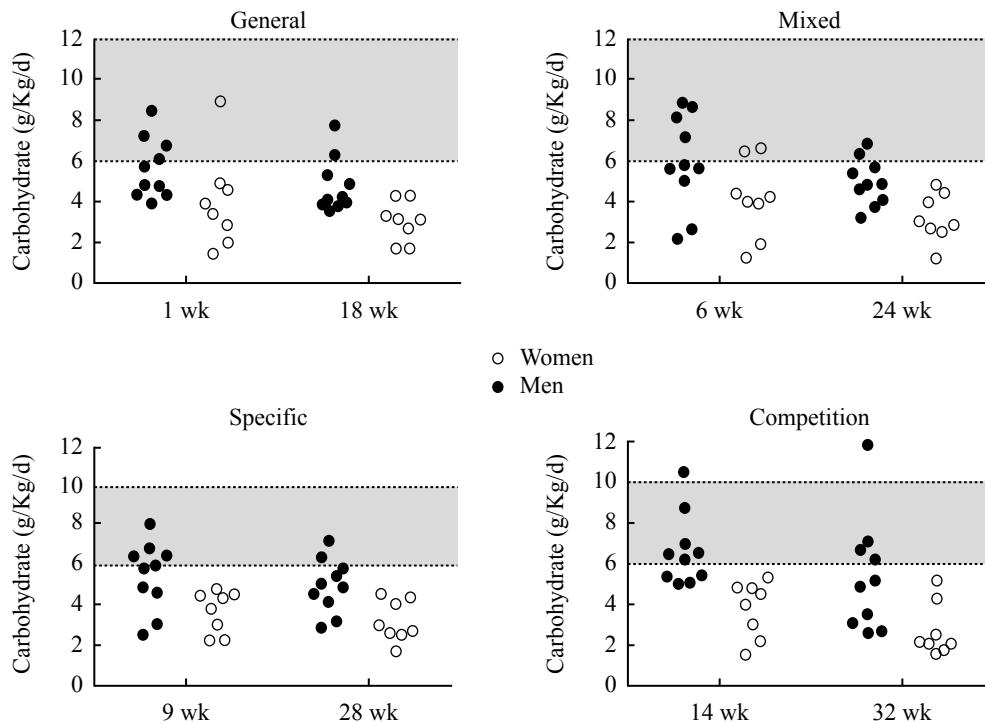 General
12
10
8
6
4
2
0
Carbohydrate (g/Kg/d)
1 wk
18 wk
Mixed
12
10
8
6
4
2
0
Carbohydrate (g/Kg/d)
6 wk
24 wk
Women
Men
Specific
12
10
8
6
4
2
0
Carbohydrate (g/Kg/d)
9 wk
28 wk
Competition
12
10
8
6
4
2
0
Carbohydrate (g/Kg/d)
14 wk
32 wk